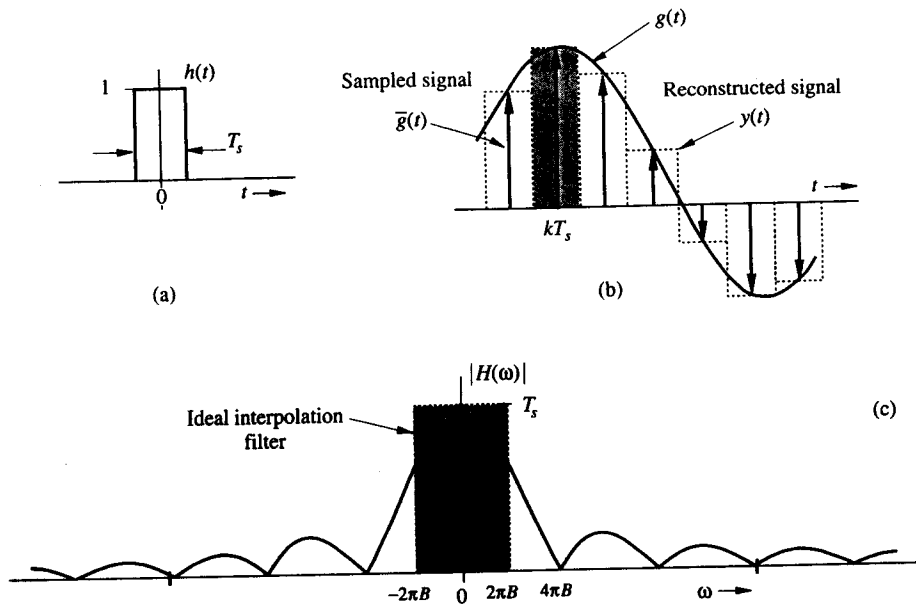 1
h(t)
T_s
0
t
(a)
g(t)
Sampled signal
g̅(t)
Reconstructed signal
y(t)
t
kT_s
(b)
|H(ω)|
T_s
Ideal interpolation
filter
(c)
−2πB
0
2πB
4πB
ω